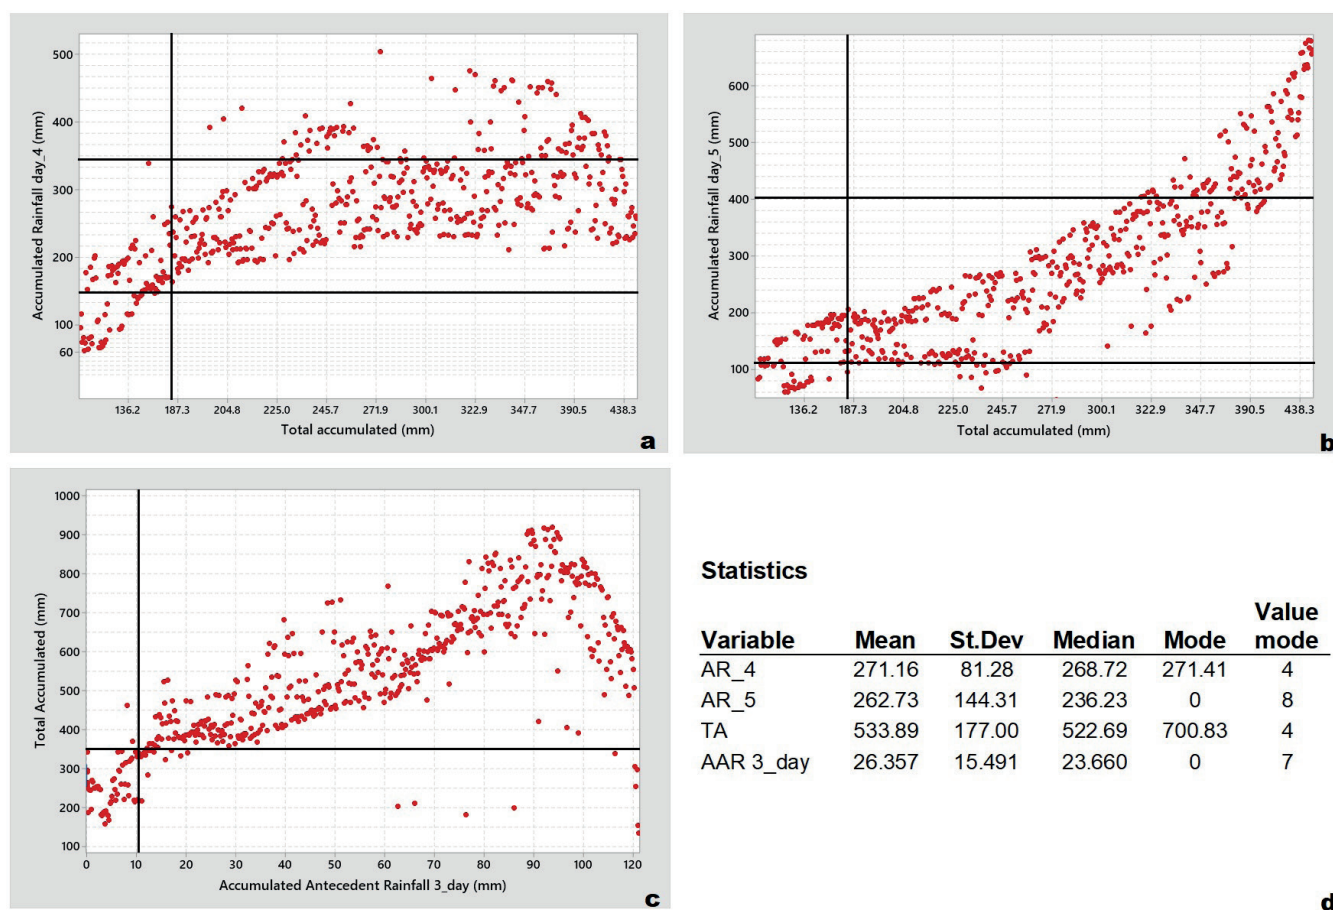 500
400
300
200
100
60
Accumulated Rainfall day_4 (mm)
136.2 187.3 204.8 225.0 245.7 271.9 300.1 322.9 347.7 390.5 438.3
Total accumulated (mm)
a
600
500
400
300
200
100
Accumulated Rainfall day_5 (mm)
136.2 187.3 204.8 225.0 245.7 271.9 300.1 322.9 347.7 390.5 438.3
Total accumulated (mm)
b
1000
900
800
700
600
500
400
300
200
100
Total Accumulated (mm)
0 10 20 30 40 50 60 70 80 90 100 110 120
Accumulated Antecedent Rainfall 3_day (mm)
c
Statistics
Value
Variable Mean St.Dev Median Mode mode
AR_4 271.16 81.28 268.72 271.41 4
AR_5 262.73 144.31 236.23 0 8
TA 533.89 177.00 522.69 700.83 4
AAR 3_day 26.357 15.491 23.660 0 7
d